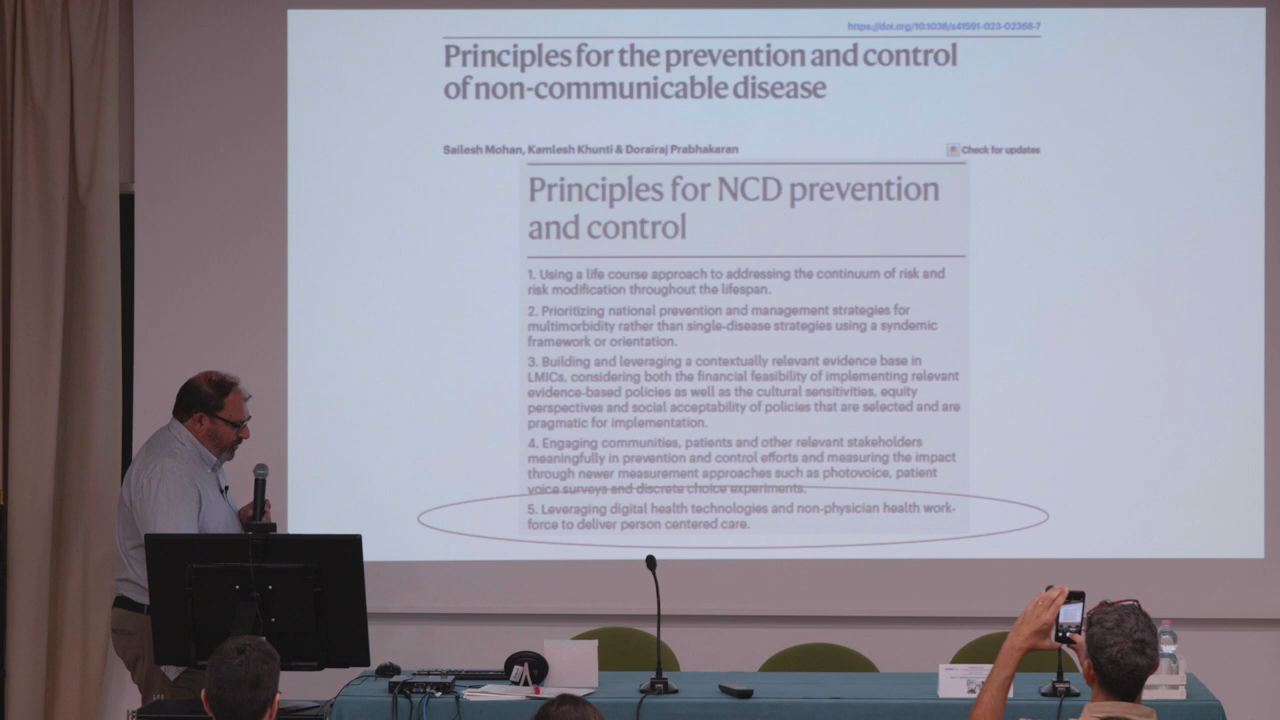 https://doi.org/10.1038/s41591-023-02368-7
Principles for the prevention and control
of non-communicable disease
Sailesh Mohan, Kamlesh Khunti & Dorairaj Prabhakaran
Check for updates
Principles for NCD prevention
and control
1. Using a life course approach to addressing the continuum of risk and
risk modification throughout the lifespan.
2. Prioritizing national prevention and management strategies for
multimorbidity rather than single-disease strategies using a syndemic
framework or orientation.
3. Building and leveraging a contextually relevant evidence base in
LMICs, considering both the financial feasibility of implementing relevant
evidence-based policies as well as the cultural sensitivities, equity
perspectives and social acceptability of policies that are selected and are
pragmatic for implementation.
4. Engaging communities, patients and other relevant stakeholders
meaningfully in prevention and control efforts and measuring the impact
through newer measurement approaches such as photovoice, patient
voice surveys and discrete choice experiments.
5. Leveraging digital health technologies and non-physician health work-
force to deliver person centered care.